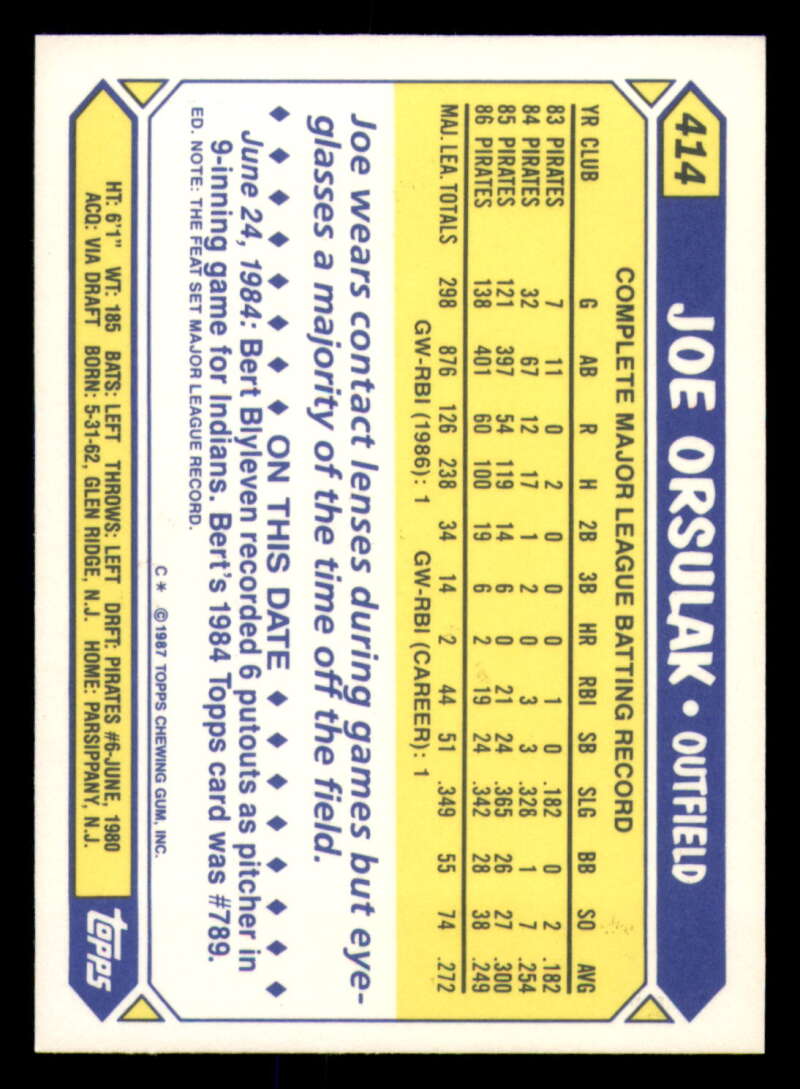 414
JOE ORSULAK • OUTFIELD
COMPLETE MAJOR LEAGUE BATTING RECORD
YR CLUB G AB R H 2B 3B HR RBI SB SLG BB SO AVG
83 PIRATES 7 11 0 2 0 0 0 1 0 .182 0 2 .182
84 PIRATES 32 67 12 17 1 2 0 3 3 .328 1 7 .254
85 PIRATES 121 397 54 119 14 6 0 21 24 .365 26 27 .300
86 PIRATES 138 401 60 100 19 6 2 19 24 .342 28 38 .249
MAJ. LEA. TOTALS 298 876 126 238 34 14 2 44 51 .349 55 74 .272
GW-RBI (1986): 1 GW-RBI (CAREER): 1
Joe wears contact lenses during games but eye-
glasses a majority of the time off the field.
◆ ◆ ◆ ◆ ◆ ◆ ◆ ON THIS DATE ◆ ◆ ◆ ◆ ◆ ◆ ◆ ◆
June 24, 1984: Bert Blyleven recorded 6 putouts as pitcher in
9-inning game for Indians. Bert's 1984 Topps card was #789.
ED. NOTE: THE FEAT SET MAJOR LEAGUE RECORD.
C* © 1987 TOPPS CHEWING GUM, INC.
HT: 6'1" WT: 185 BATS: LEFT THROWS: LEFT DRFT: PIRATES #6-JUNE, 1980
ACQ: VIA DRAFT BORN: 5-31-62, GLEN RIDGE, N.J. HOME: PARSIPPANY, N.J.
topps